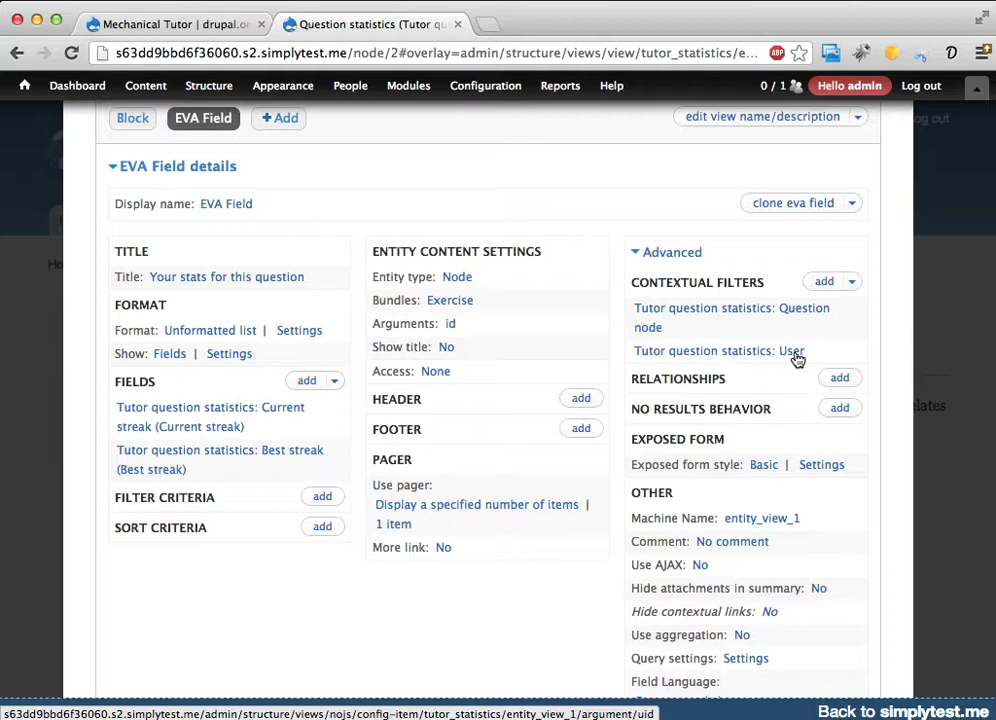 Mechanical Tutor | drupal.or
Question statistics (Tutor qu
s63dd9bbd6f36060.s2.simplytest.me/node/2#overlay=admin/structure/views/view/tutor_statistics/e...
ABP
Dashboard Content Structure Appearance People Modules Configuration Reports Help 0 / 1 Hello admin Log out
Block EVA Field + Add edit view name/description
og out
EVA Field details
Display name: EVA Field clone eva field
Ho
TITLE
Title: Your stats for this question
FORMAT
Format: Unformatted list | Settings
Show: Fields | Settings
FIELDS add
Tutor question statistics: Current
streak (Current streak)
Tutor question statistics: Best streak
(Best streak)
FILTER CRITERIA add
SORT CRITERIA add
ENTITY CONTENT SETTINGS
Entity type: Node
Bundles: Exercise
Arguments: id
Show title: No
Access: None
HEADER add
FOOTER add
PAGER
Use pager:
Display a specified number of items |
1 item
More link: No
Advanced
CONTEXTUAL FILTERS add
Tutor question statistics: Question
node
Tutor question statistics: User
RELATIONSHIPS add
NO RESULTS BEHAVIOR add
EXPOSED FORM
Exposed form style: Basic | Settings
OTHER
Machine Name: entity_view_1
Comment: No comment
Use AJAX: No
Hide attachments in summary: No
Hide contextual links: No
Use aggregation: No
Query settings: Settings
Field Language:
elates
s63dd9bbd6f36060.s2.simplytest.me/admin/structure/views/nojs/config-item/tutor_statistics/entity_view_1/argument/uid
Back to simplytest.me